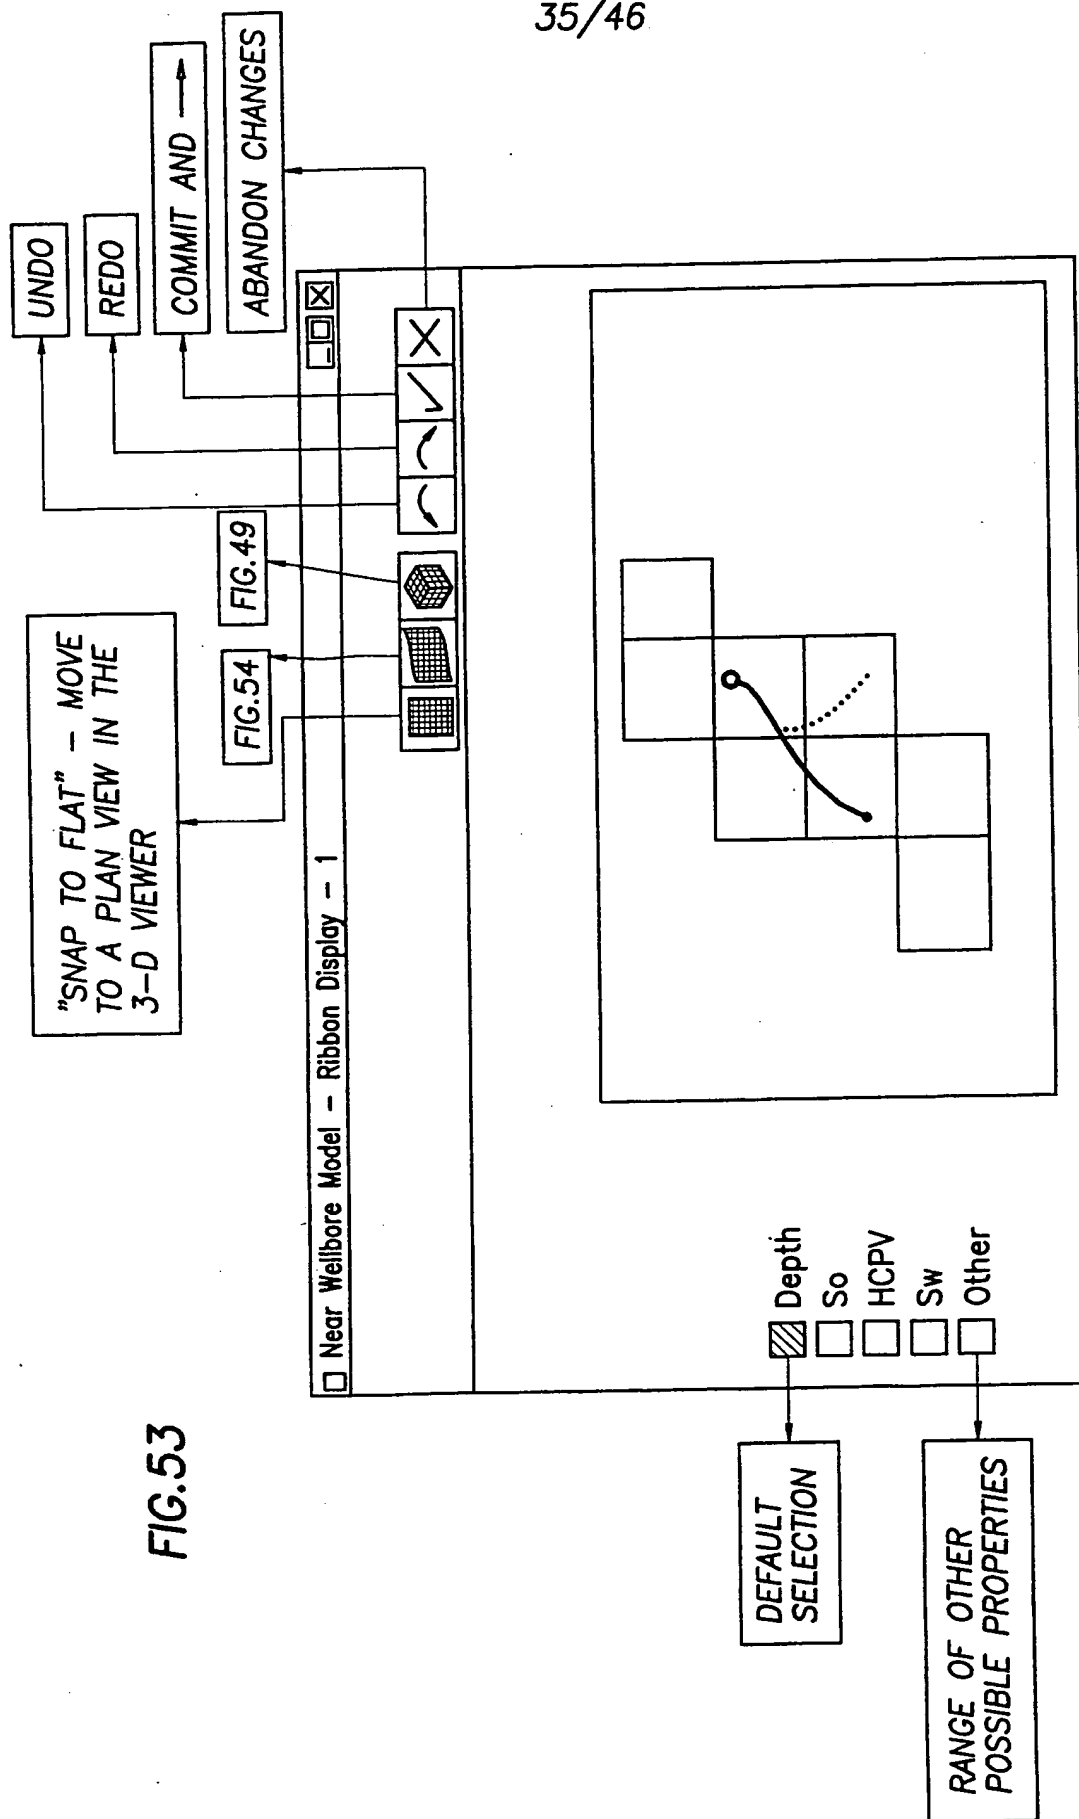 35/46
FIG.53
"SNAP TO FLAT" – MOVE
TO A PLAN VIEW IN THE
3–D VIEWER
FIG.54
FIG.49
UNDO
REDO
COMMIT AND
ABANDON CHANGES
Near Wellbore Model – Ribbon Display – 1
DEFAULT
SELECTION
Depth
So
HCPV
Sw
Other
RANGE OF OTHER
POSSIBLE PROPERTIES